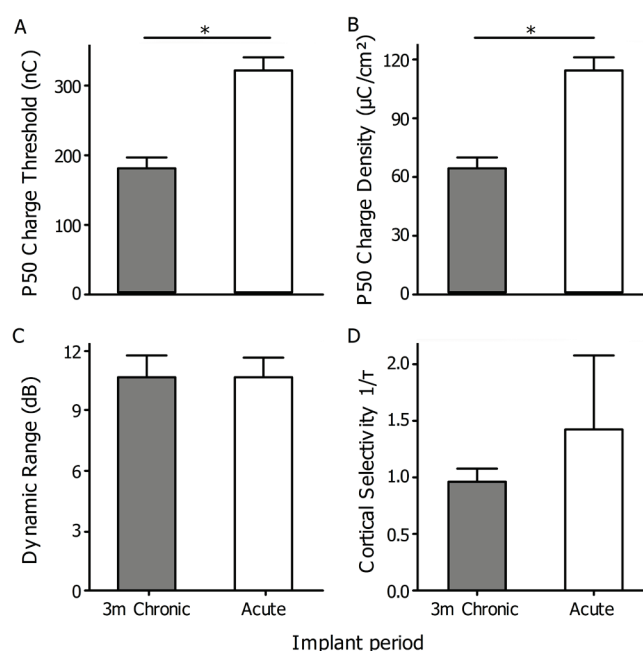 A
*
P50 Charge Threshold (nC)
300
200
100
0
B
*
P50 Charge Density (µC/cm²)
120
90
60
30
0
C
Dynamic Range (dB)
12
9
6
3
0
3m Chronic
Acute
D
Cortical Selectivity 1/τ
2.0
1.5
1.0
0.5
0.0
3m Chronic
Acute
Implant period